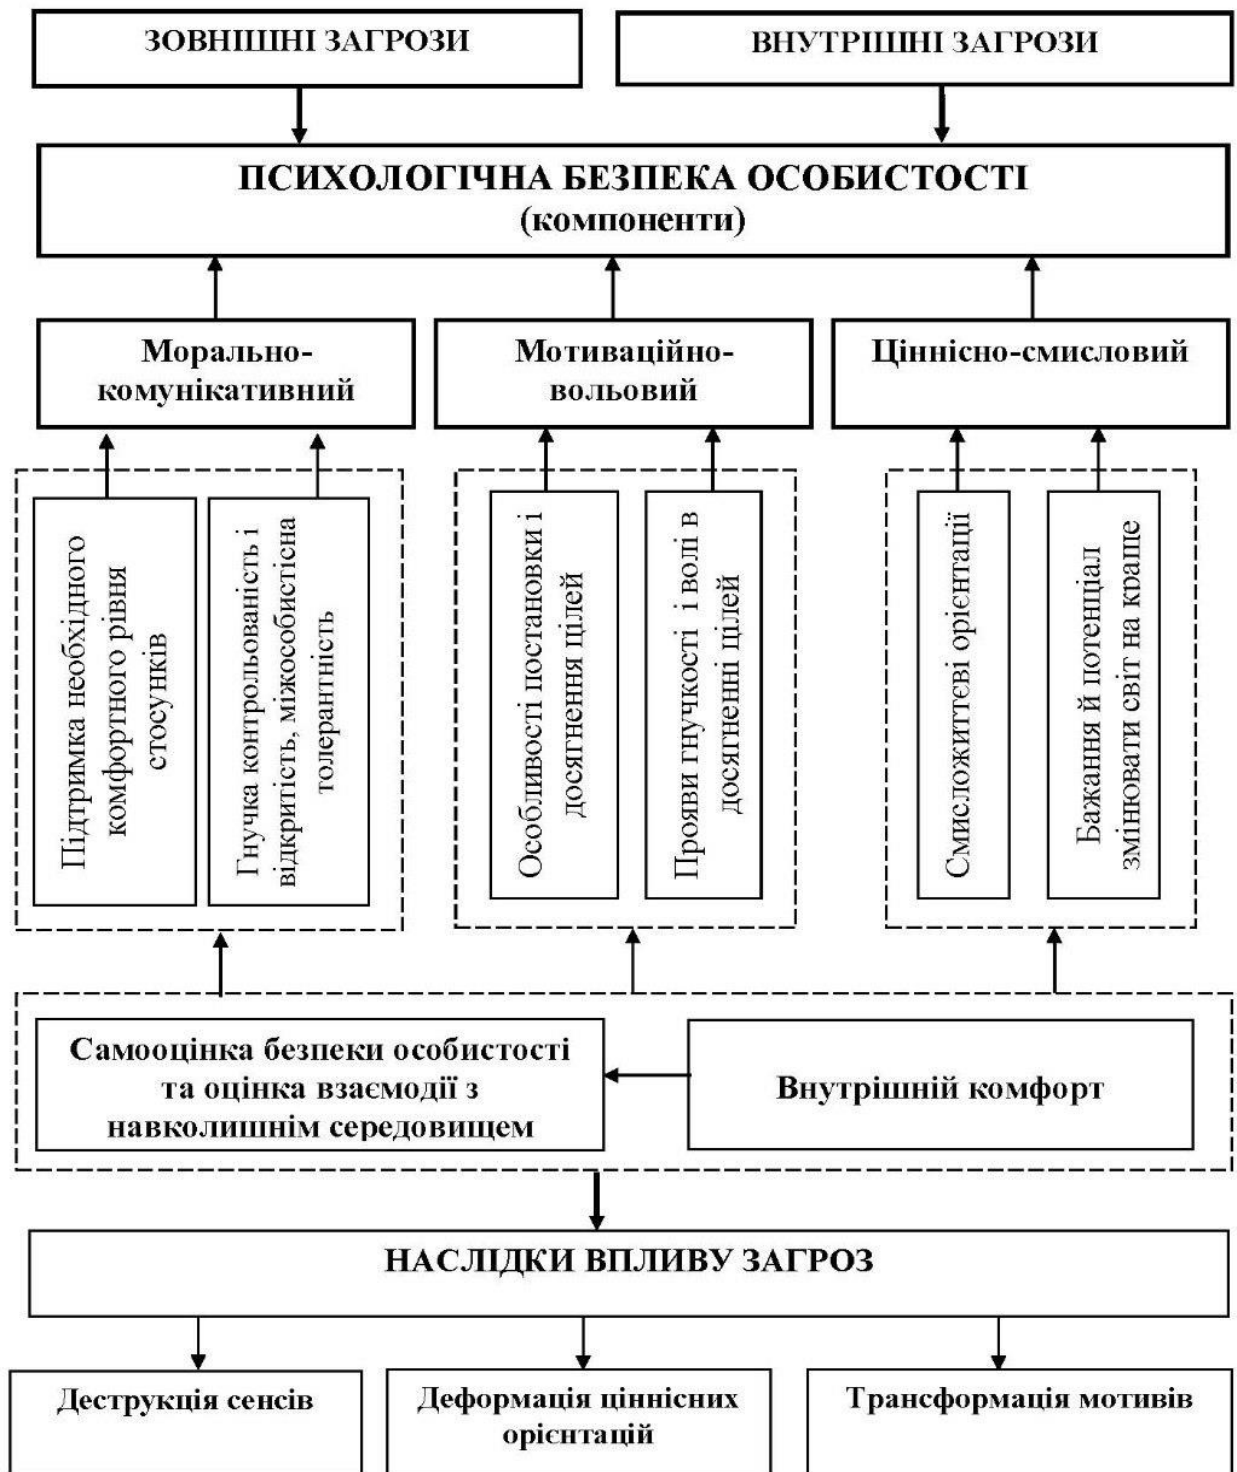 ЗОВНІШНІ ЗАГРОЗИ
ВНУТРІШНІ ЗАГРОЗИ
ПСИХОЛОГІЧНА БЕЗПЕКА ОСОБИСТОСТІ
(компоненти)
Морально-
комунікативний
Мотиваційно-
вольовий
Ціннісно-смисловий
Підтримка необхідного
комфортного рівня
стосунків
Гнучка контрольованість і
відкритість, міжособистісна
толерантність
Особливості постановки і
досягнення цілей
Прояви гнучкості і волі в
досягненні цілей
Смисложиттєві орієнтації
Бажання й потенціал
змінювати світ на краще
Самооцінка безпеки особистості
та оцінка взаємодії з
навколишнім середовищем
Внутрішній комфорт
НАСЛІДКИ ВПЛИВУ ЗАГРОЗ
Деструкція сенсів
Деформація ціннісних
орієнтацій
Трансформація мотивів